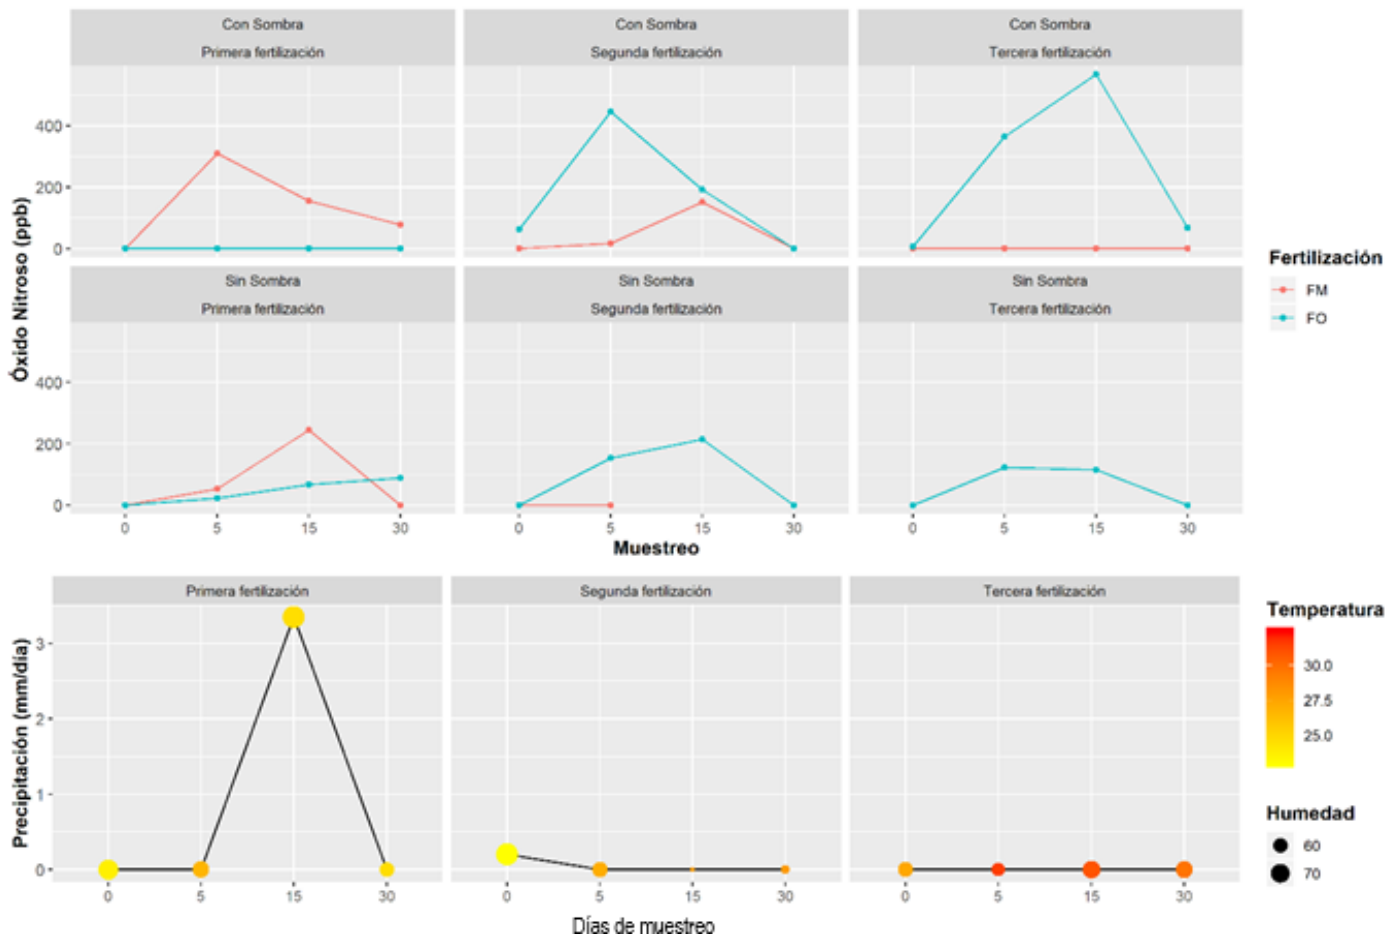 Con Sombra
Con Sombra
Con Sombra
Primera fertilización
Segunda fertilización
Tercera fertilización
400
200
0
Sin Sombra
Sin Sombra
Sin Sombra
Primera fertilización
Segunda fertilización
Tercera fertilización
400
200
0
Óxido Nitroso (ppb)
0 5 15 30
0 5 15 30
0 5 15 30
Muestreo
Fertilización
FM
FO
Primera fertilización
Segunda fertilización
Tercera fertilización
3
2
1
0
Precipitación (mm/día)
0 5 15 30
0 5 15 30
0 5 15 30
Días de muestreo
Temperatura
30.0
27.5
25.0
Humedad
60
70